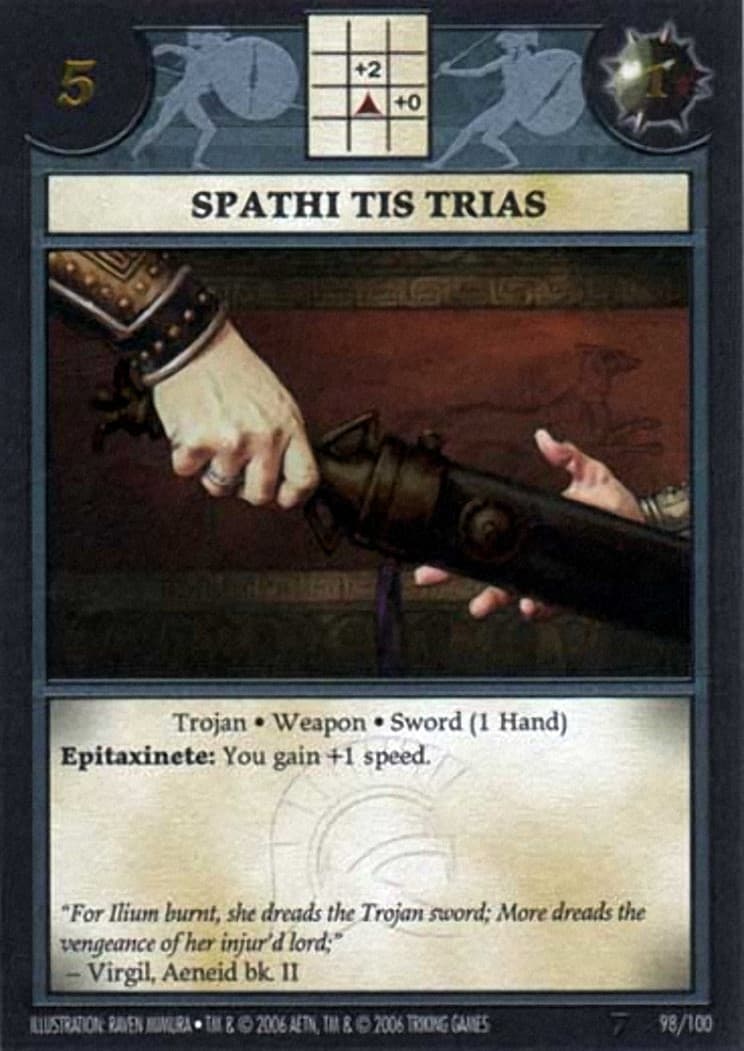 5
+2
1
+0
SPATHI TIS TRIAS
Trojan • Weapon • Sword (1 Hand)
Epitaxinete: You gain +1 speed.
"For Ilium burnt, she dreads the Trojan sword; More dreads the
vengeance of her injur'd lord;"
– Virgil, Aeneid bk. II
ILLUSTRATION: RAVEN MIMURA • TM & © 2006 AETN, TM & © 2006 TRIKING GAMES
7 98/100